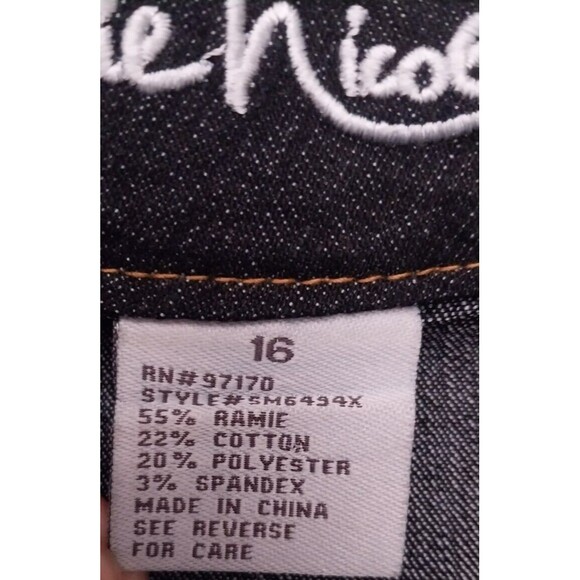 16
RN#97170
STYLE#5M6494X
55% RAMIE
22% COTTON
20% POLYESTER
3% SPANDEX
MADE IN CHINA
SEE REVERSE
FOR CARE